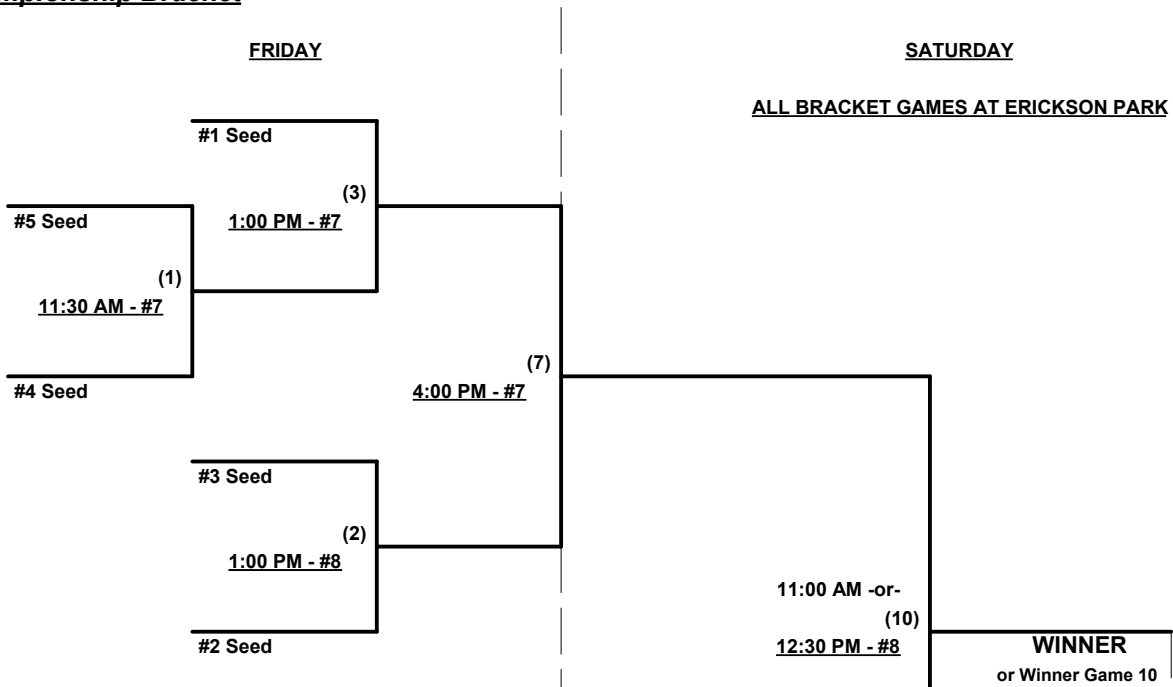 FRIDAY
SATURDAY
ALL BRACKET GAMES AT ERICKSON PARK
#1 Seed
(3)
1:00 PM - #7
#5 Seed
(1)
11:30 AM - #7
#4 Seed
(7)
4:00 PM - #7
#3 Seed
(2)
1:00 PM - #8
#2 Seed
11:00 AM -or-
(10)
12:30 PM - #8
WINNER
or Winner Game 10